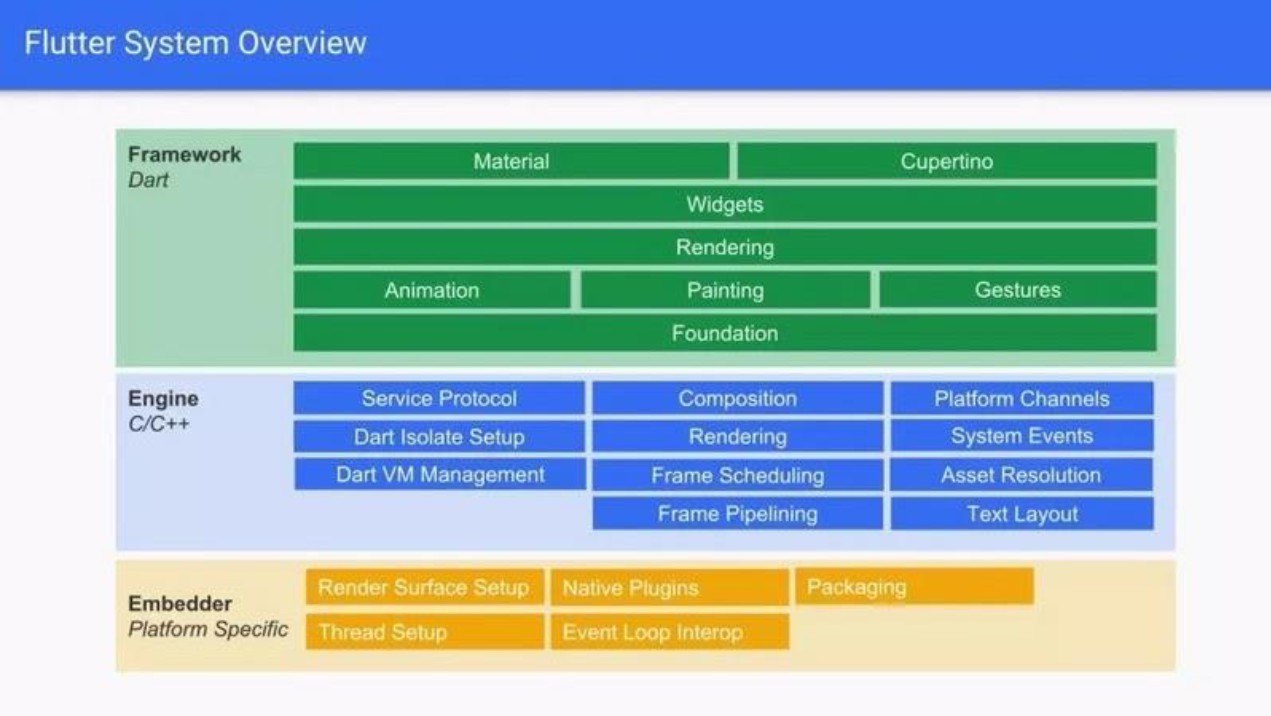 Flutter System Overview
Framework
Dart
Material
Cupertino
Widgets
Rendering
Animation
Painting
Gestures
Foundation
Engine
C/C++
Service Protocol
Composition
Platform Channels
Dart Isolate Setup
Rendering
System Events
Dart VM Management
Frame Scheduling
Asset Resolution
Frame Pipelining
Text Layout
Embedder
Platform Specific
Render Surface Setup
Native Plugins
Packaging
Thread Setup
Event Loop Interop